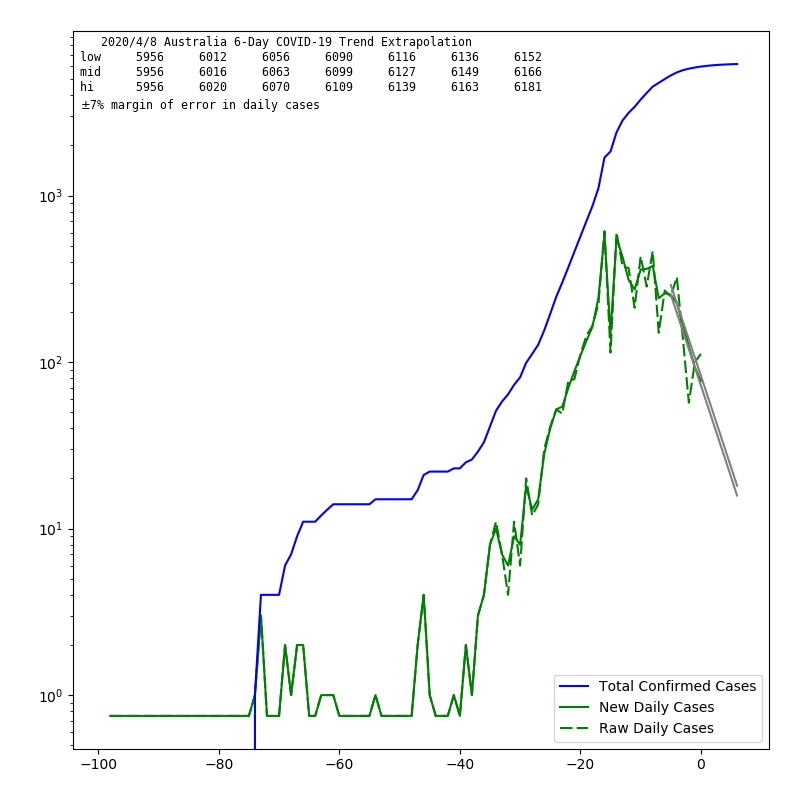 2020/4/8 Australia 6-Day COVID-19 Trend Extrapolation
low 5956 6012 6056 6090 6116 6136 6152
mid 5956 6016 6063 6099 6127 6149 6166
hi 5956 6020 6070 6109 6139 6163 6181
±7% margin of error in daily cases
10³
10²
10¹
10⁰
Total Confirmed Cases
New Daily Cases
Raw Daily Cases
−100 −80 −60 −40 −20 0